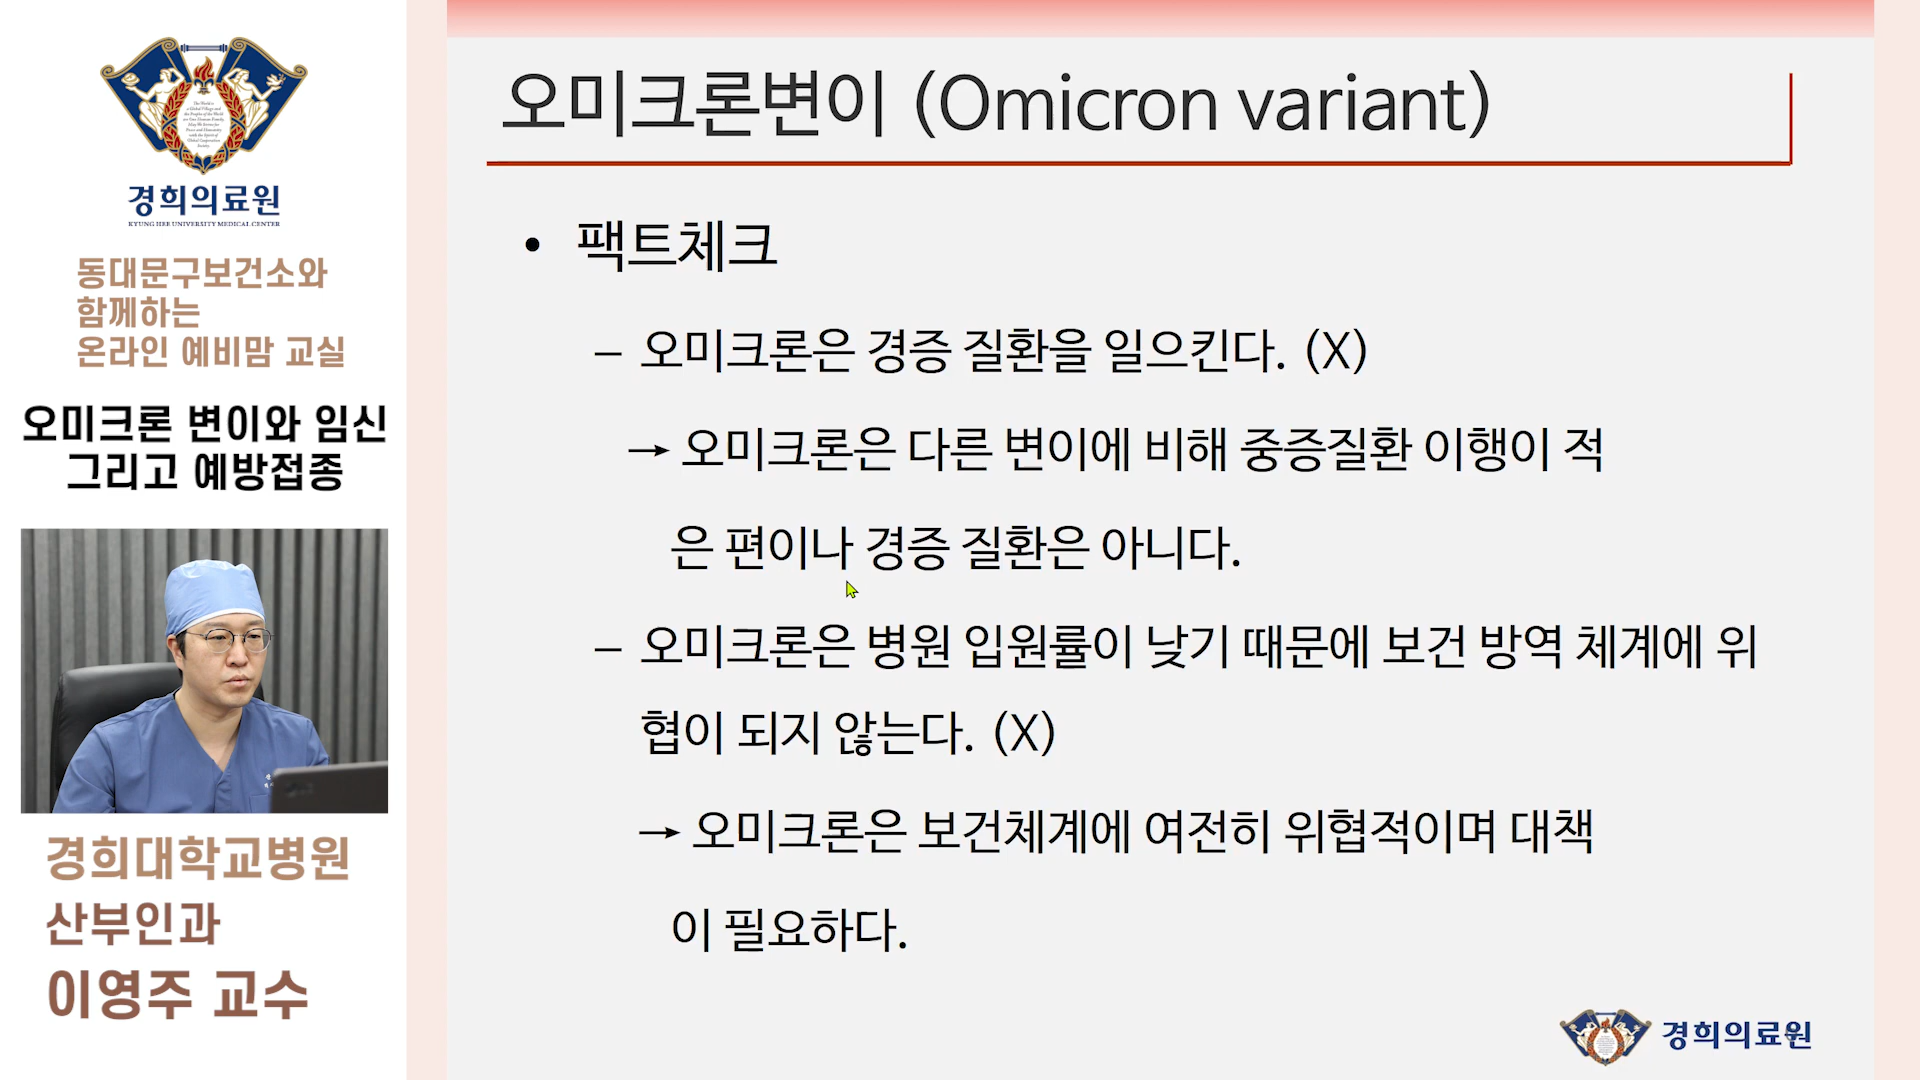 경희의료원
KYUNG HEE UNIVERSITY MEDICAL CENTER
동대문구보건소와
함께하는
온라인 예비맘 교실
오미크론 변이와 임신
그리고 예방접종
경희대학교병원
산부인과
이영주 교수
오미크론변이 (Omicron variant)
• 팩트체크
– 오미크론은 경증 질환을 일으킨다. (X)
→ 오미크론은 다른 변이에 비해 중증질환 이행이 적
은 편이나 경증 질환은 아니다.
– 오미크론은 병원 입원률이 낮기 때문에 보건 방역 체계에 위
협이 되지 않는다. (X)
→ 오미크론은 보건체계에 여전히 위협적이며 대책
이 필요하다.
경희의료원